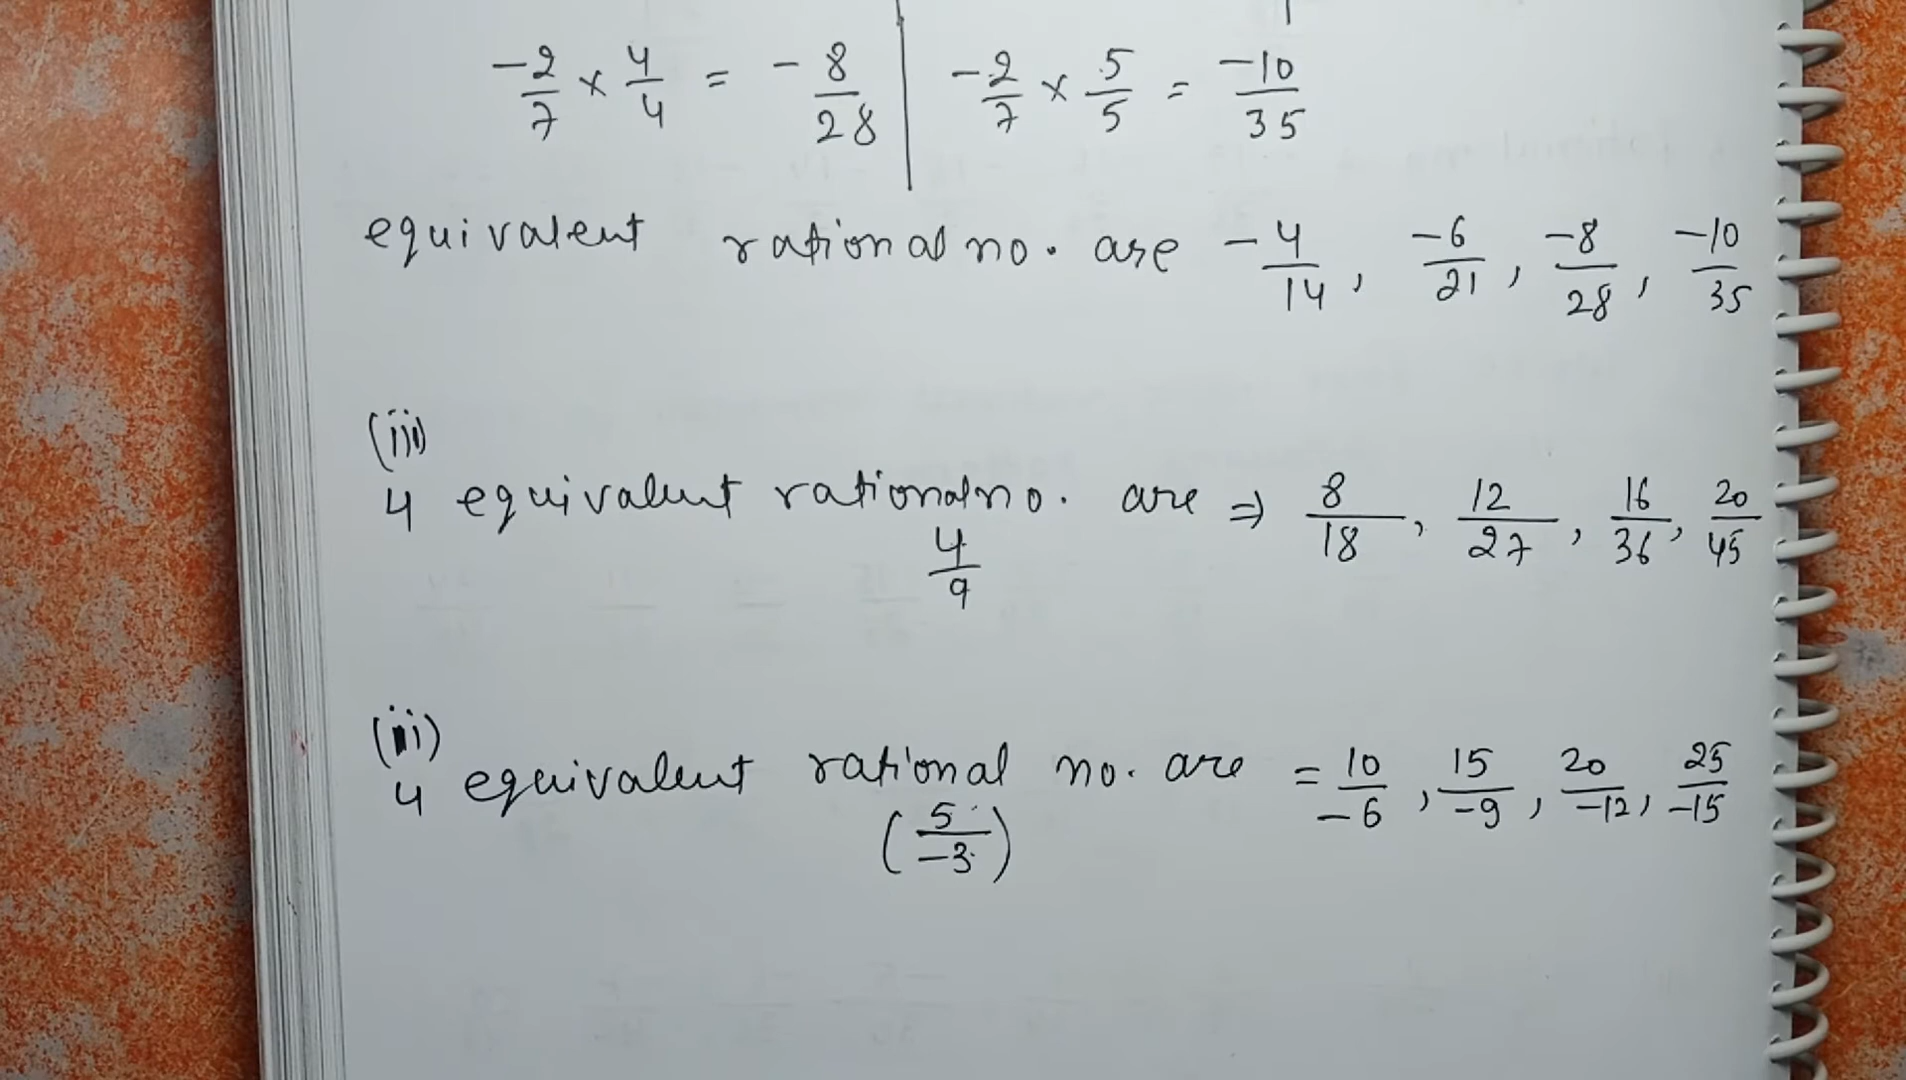 -2/7 × 4/4 = -8/28 | -2/7 × 5/5 = -10/35
equivalent rational no. are -4/14, -6/21, -8/28, -10/35
(iii)
4 equivalent rational no. are ⇒ 8/18, 12/27, 16/36, 20/45
4/9
(iii)
4 equivalent rational no. are = 10/-6, 15/-9, 20/-12, 25/-15
(5/-3)